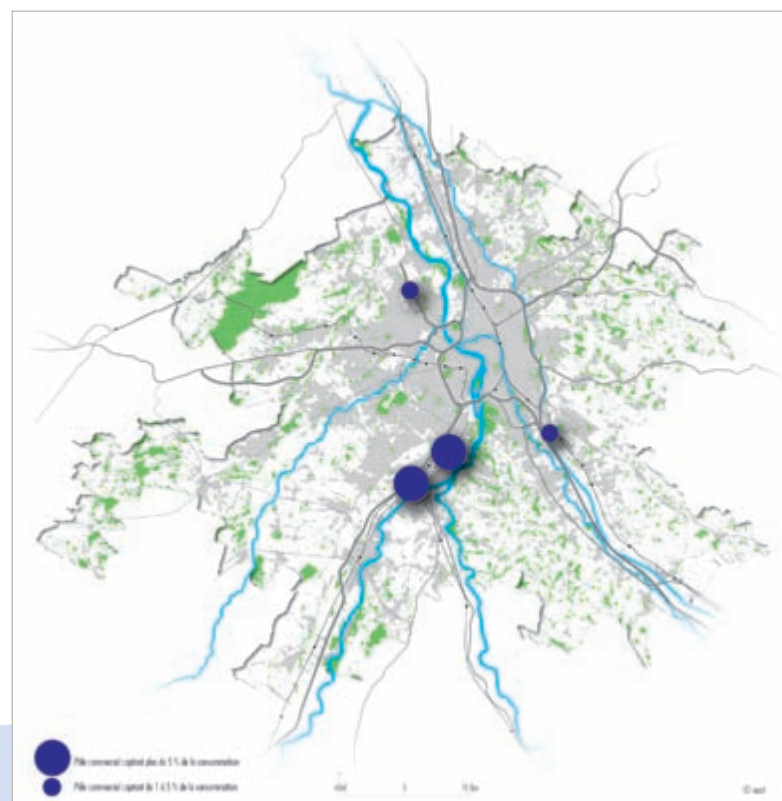 Pôle commercial captant plus de 5 % de la consommation
Pôle commercial captant de 1 à 5 % de la consommation